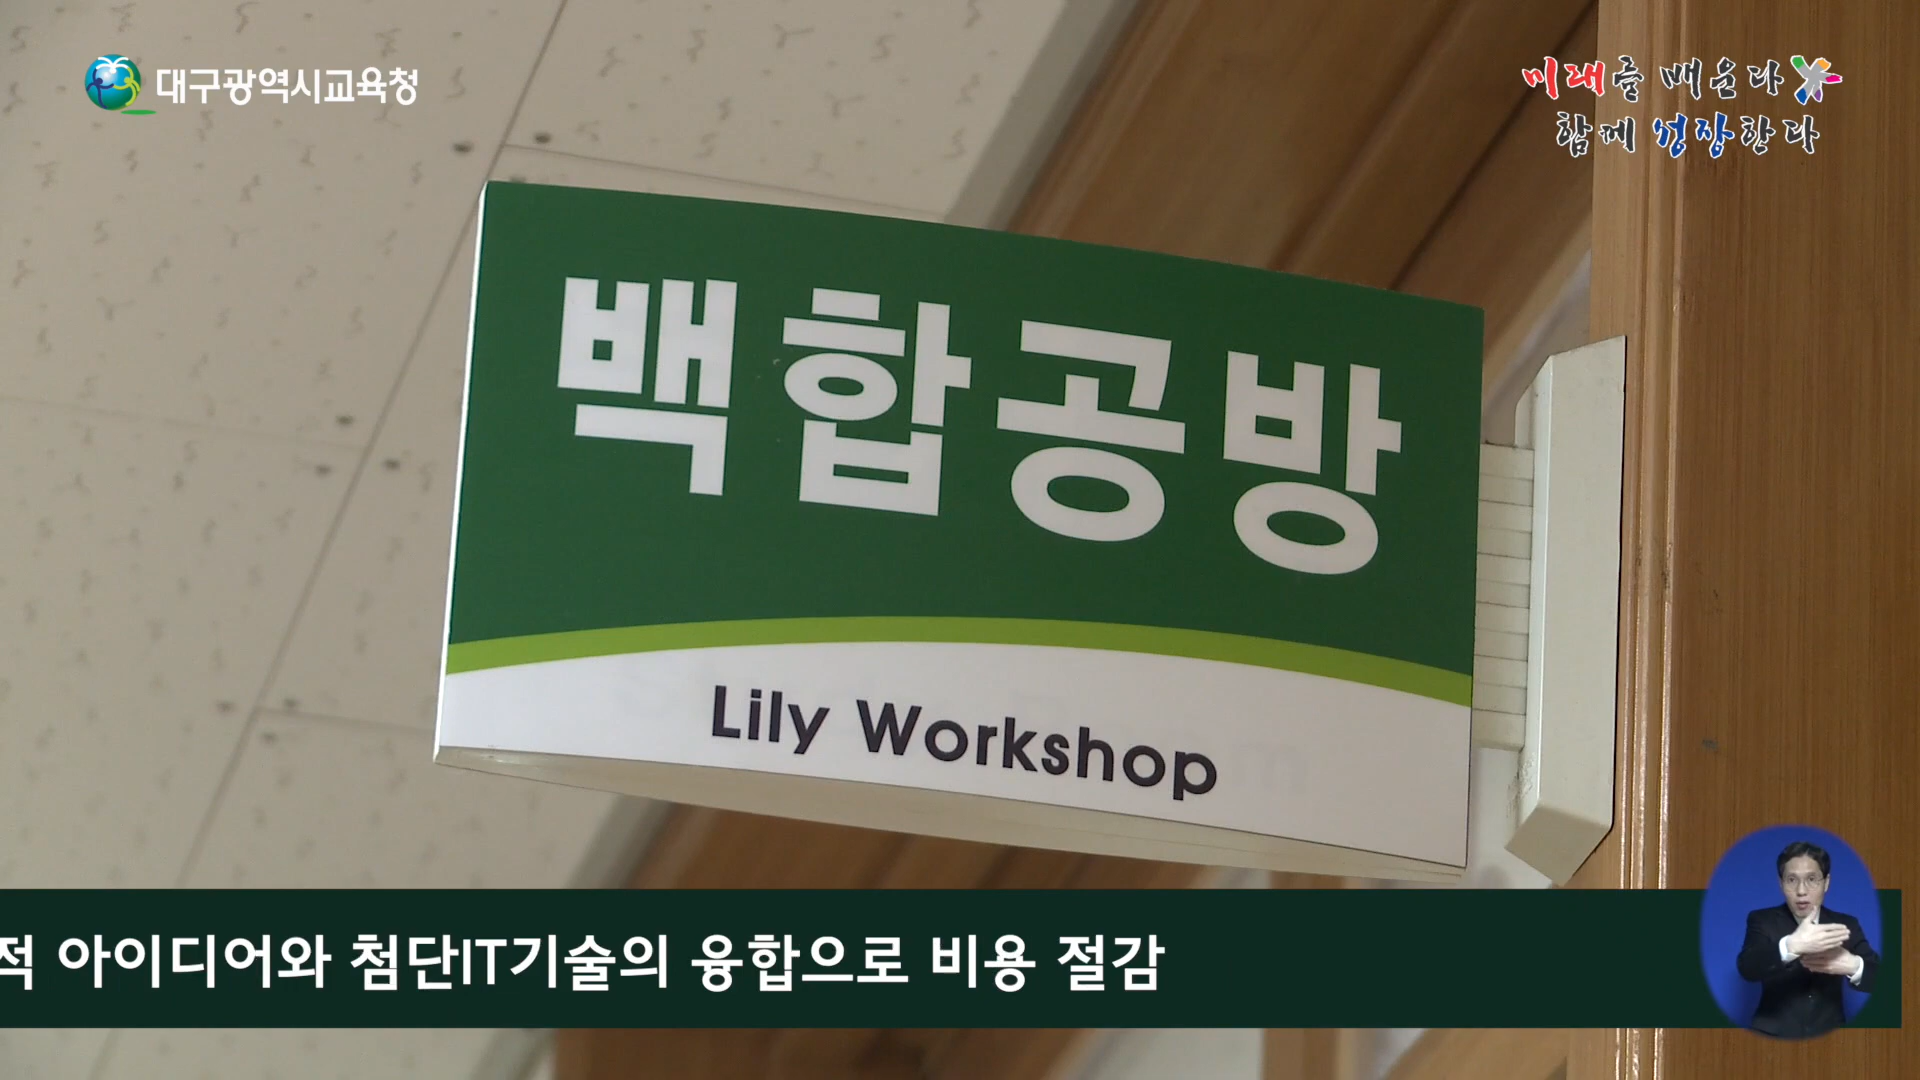 대구광역시교육청
미래를 배운다
함께 성장한다
백합공방
Lily Workshop
적 아이디어와 첨단IT기술의 융합으로 비용 절감